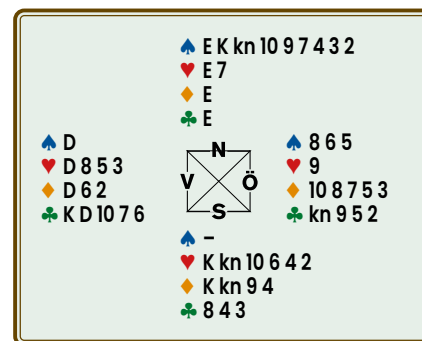 ♠ E K kn 10 9 7 4 3 2
♥ E 7
♦ E
♣ E
♠ D
♥ D 8 5 3
♦ D 6 2
♣ K D 10 7 6
N
V Ö
S
♠ 8 6 5
♥ 9
♦ 10 8 7 5 3
♣ kn 9 5 2
♠ –
♥ K kn 10 6 4 2
♦ K kn 9 4
♣ 8 4 3